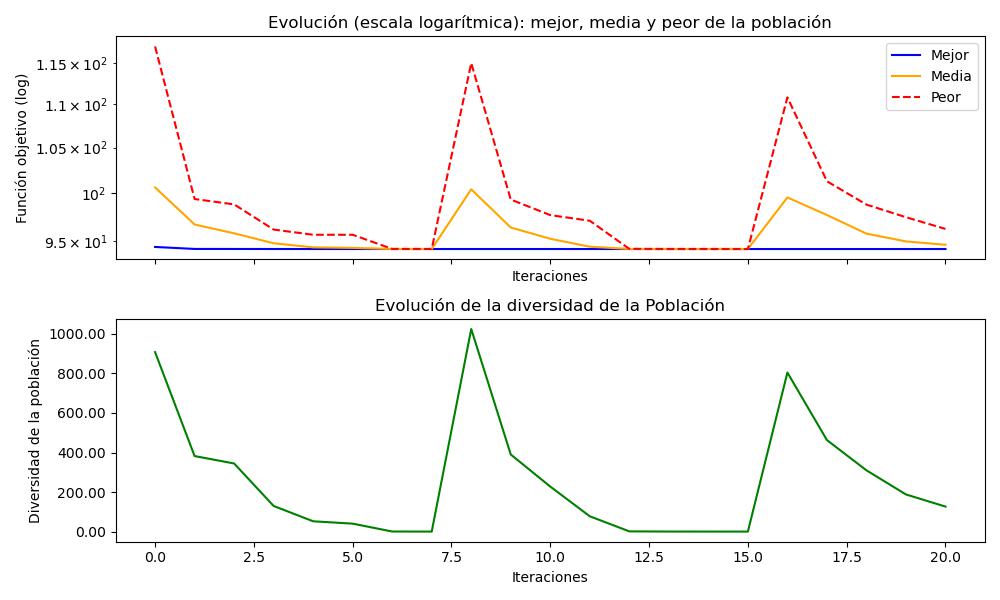 Evolución (escala logarítmica): mejor, media y peor de la población
Función objetivo (log)
1.15 × 10²
1.1 × 10²
1.05 × 10²
10²
9.5 × 10¹
Mejor
Media
Peor
Iteraciones
Evolución de la diversidad de la Población
Diversidad de la población
1000.00
800.00
600.00
400.00
200.00
0.00
0.0 2.5 5.0 7.5 10.0 12.5 15.0 17.5 20.0
Iteraciones